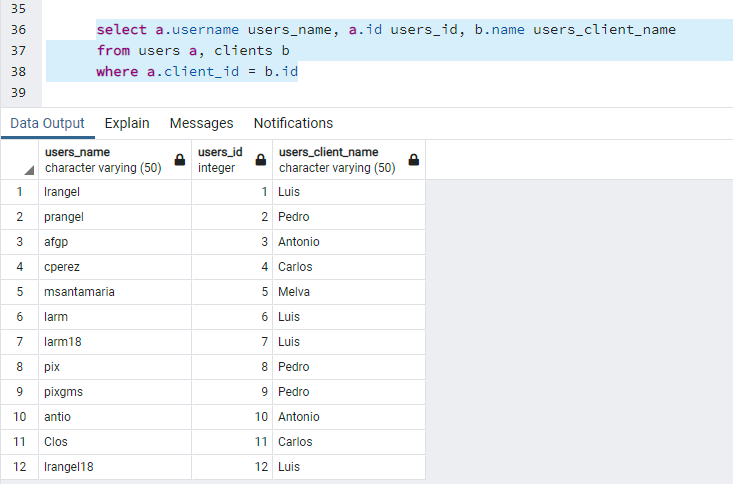 35
36 select a.username users_name, a.id users_id, b.name users_client_name
37 from users a, clients b
38 where a.client_id = b.id
39
Data Output Explain Messages Notifications
users_name users_id users_client_name
character varying (50) integer character varying (50)
1 lrangel 1 Luis
2 prangel 2 Pedro
3 afgp 3 Antonio
4 cperez 4 Carlos
5 msantamaria 5 Melva
6 larm 6 Luis
7 larm18 7 Luis
8 pix 8 Pedro
9 pixgms 9 Pedro
10 antio 10 Antonio
11 Clos 11 Carlos
12 lrangel18 12 Luis